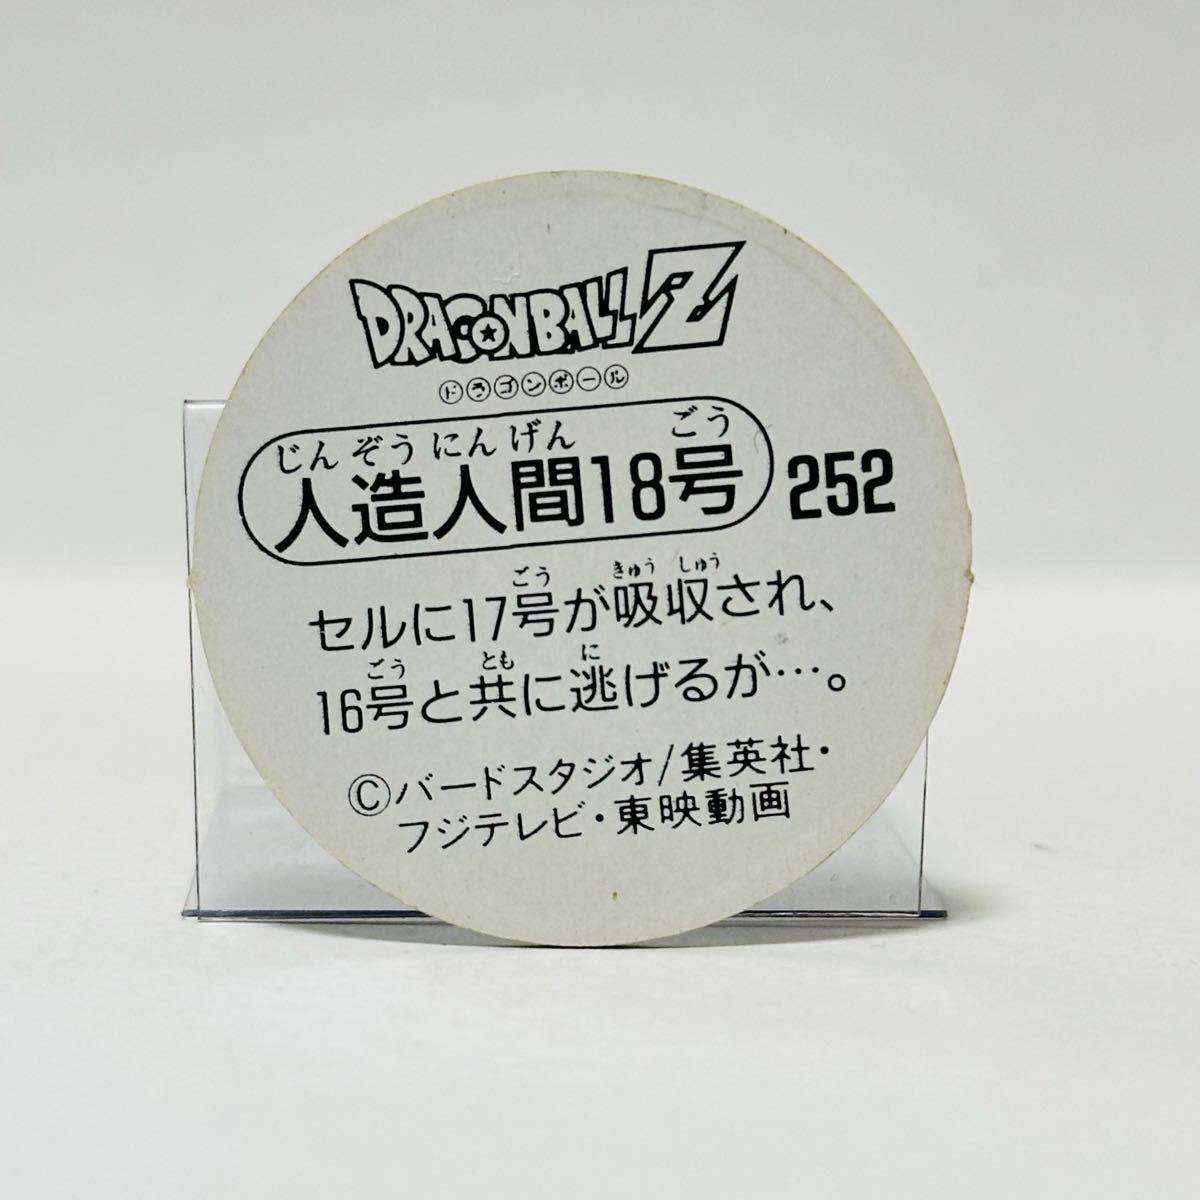 DRAGONBALL Z
ドラゴンボール
じんぞうにんげん ごう
人造人間18号 252
ごう きゅう しゅう
セルに17号が吸収され、
ごう とも に
16号と共に逃げるが…。
Ⓒバードスタジオ/集英社・
フジテレビ・東映動画